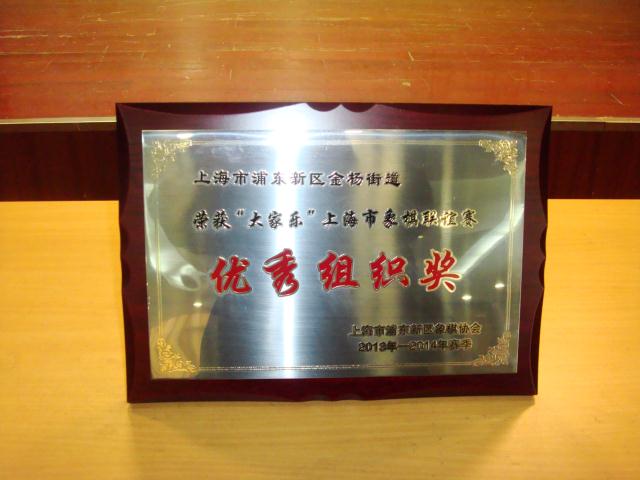 上海市浦东新区金杨街道
荣获“大家乐”上海市象棋联谊赛
优秀组织奖
上海市浦东新区象棋协会
2013年—2014年赛季